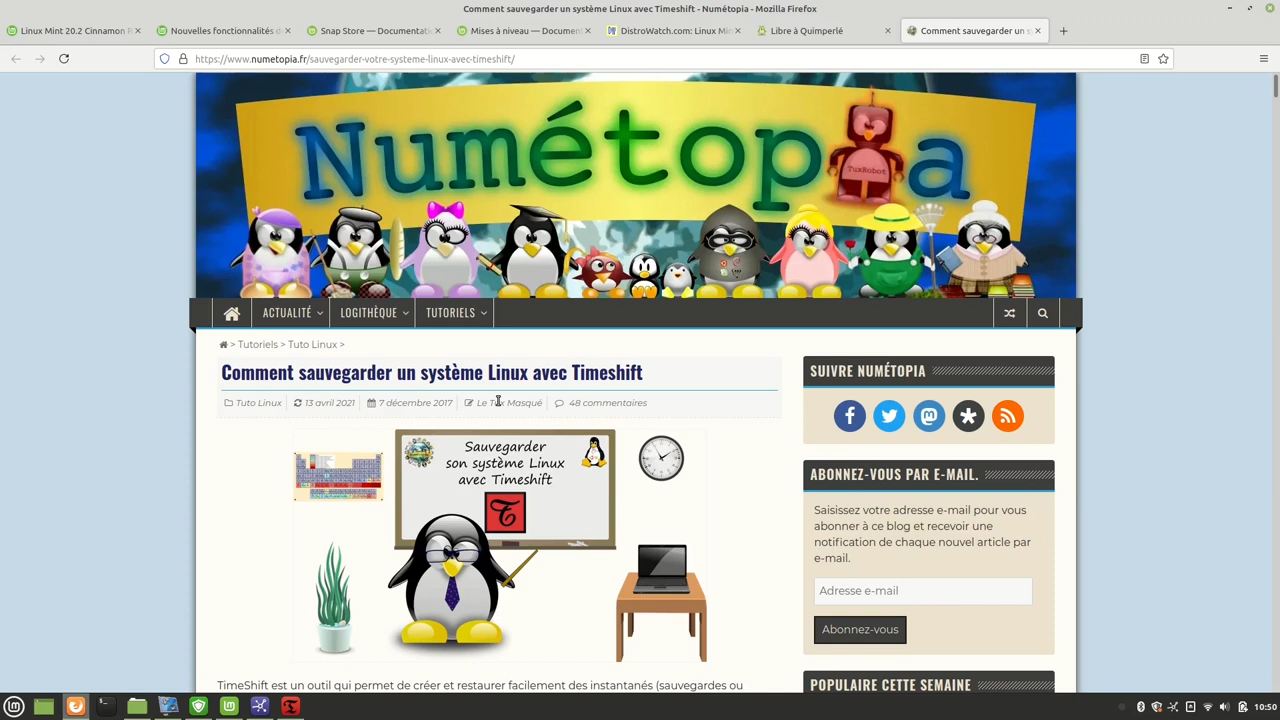 Comment sauvegarder un système Linux avec Timeshift - Numétopia - Mozilla Firefox
Linux Mint 20.2 Cinnamon
Nouvelles fonctionnalités
Snap Store — Documentati
Mises à niveau — Documen
DistroWatch.com: Linux Mi
Libre à Quimperlé
Comment sauvegarder un s
https://www.numetopia.fr/sauvegarder-votre-systeme-linux-avec-timeshift/
Numétopia
TuxRobot
ACTUALITÉ
LOGITHÈQUE
TUTORIELS
> Tutoriels > Tuto Linux >
Comment sauvegarder un système Linux avec Timeshift
Tuto Linux
13 avril 2021
7 décembre 2017
Le Tux Masqué
48 commentaires
Sauvegarder
son système Linux
avec Timeshift
TimeShift est un outil qui permet de créer et restaurer facilement des instantanés (sauvegardes ou
SUIVRE NUMÉTOPIA
ABONNEZ-VOUS PAR E-MAIL.
Saisissez votre adresse e-mail pour vous
abonner à ce blog et recevoir une
notification de chaque nouvel article par
e-mail.
Adresse e-mail
Abonnez-vous
POPULAIRE CETTE SEMAINE
10:50